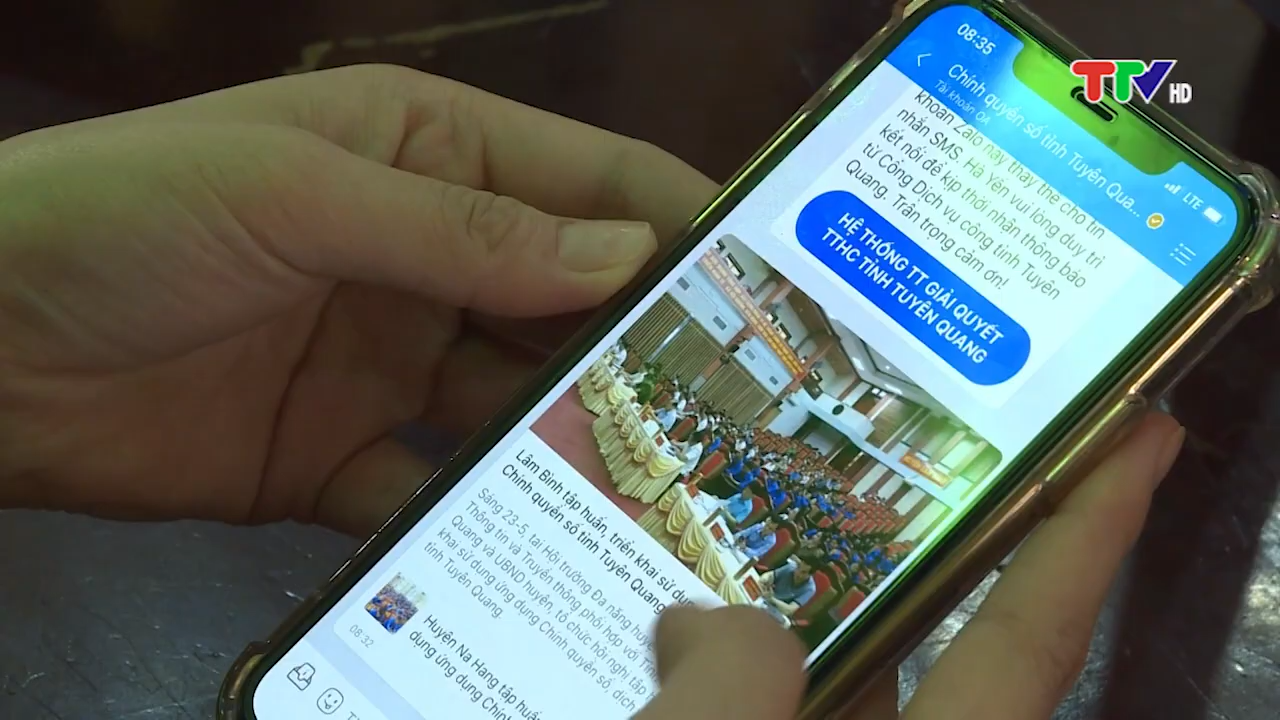 TTV HD
08:35
LTE
Chính quyền số tỉnh Tuyên Qua...
Tài khoản OA
khoản Zalo này thay thế cho tin
nhắn SMS. Hà Yên vui lòng duy trì
kết nối để kịp thời nhận thông báo
từ Cổng Dịch vụ công tỉnh Tuyên
Quang. Trân trọng cảm ơn!
HỆ THỐNG TT GIẢI QUYẾT
TTHC TỈNH TUYÊN QUANG
Lâm Bình tập huấn, triển khai sử dụng
Chính quyền số tỉnh Tuyên Quang
Sáng 23-5, tại Hội trường Đa năng
Thông tin và Truyền thông phối hợp với
Quang và UBND huyện, tổ chức hội nghị tập
khai sử dụng ứng dụng Chính quyền số, dịch
tỉnh Tuyên Quang.
Huyện Na Hang tập huấn
dụng ứng dụng
08:32